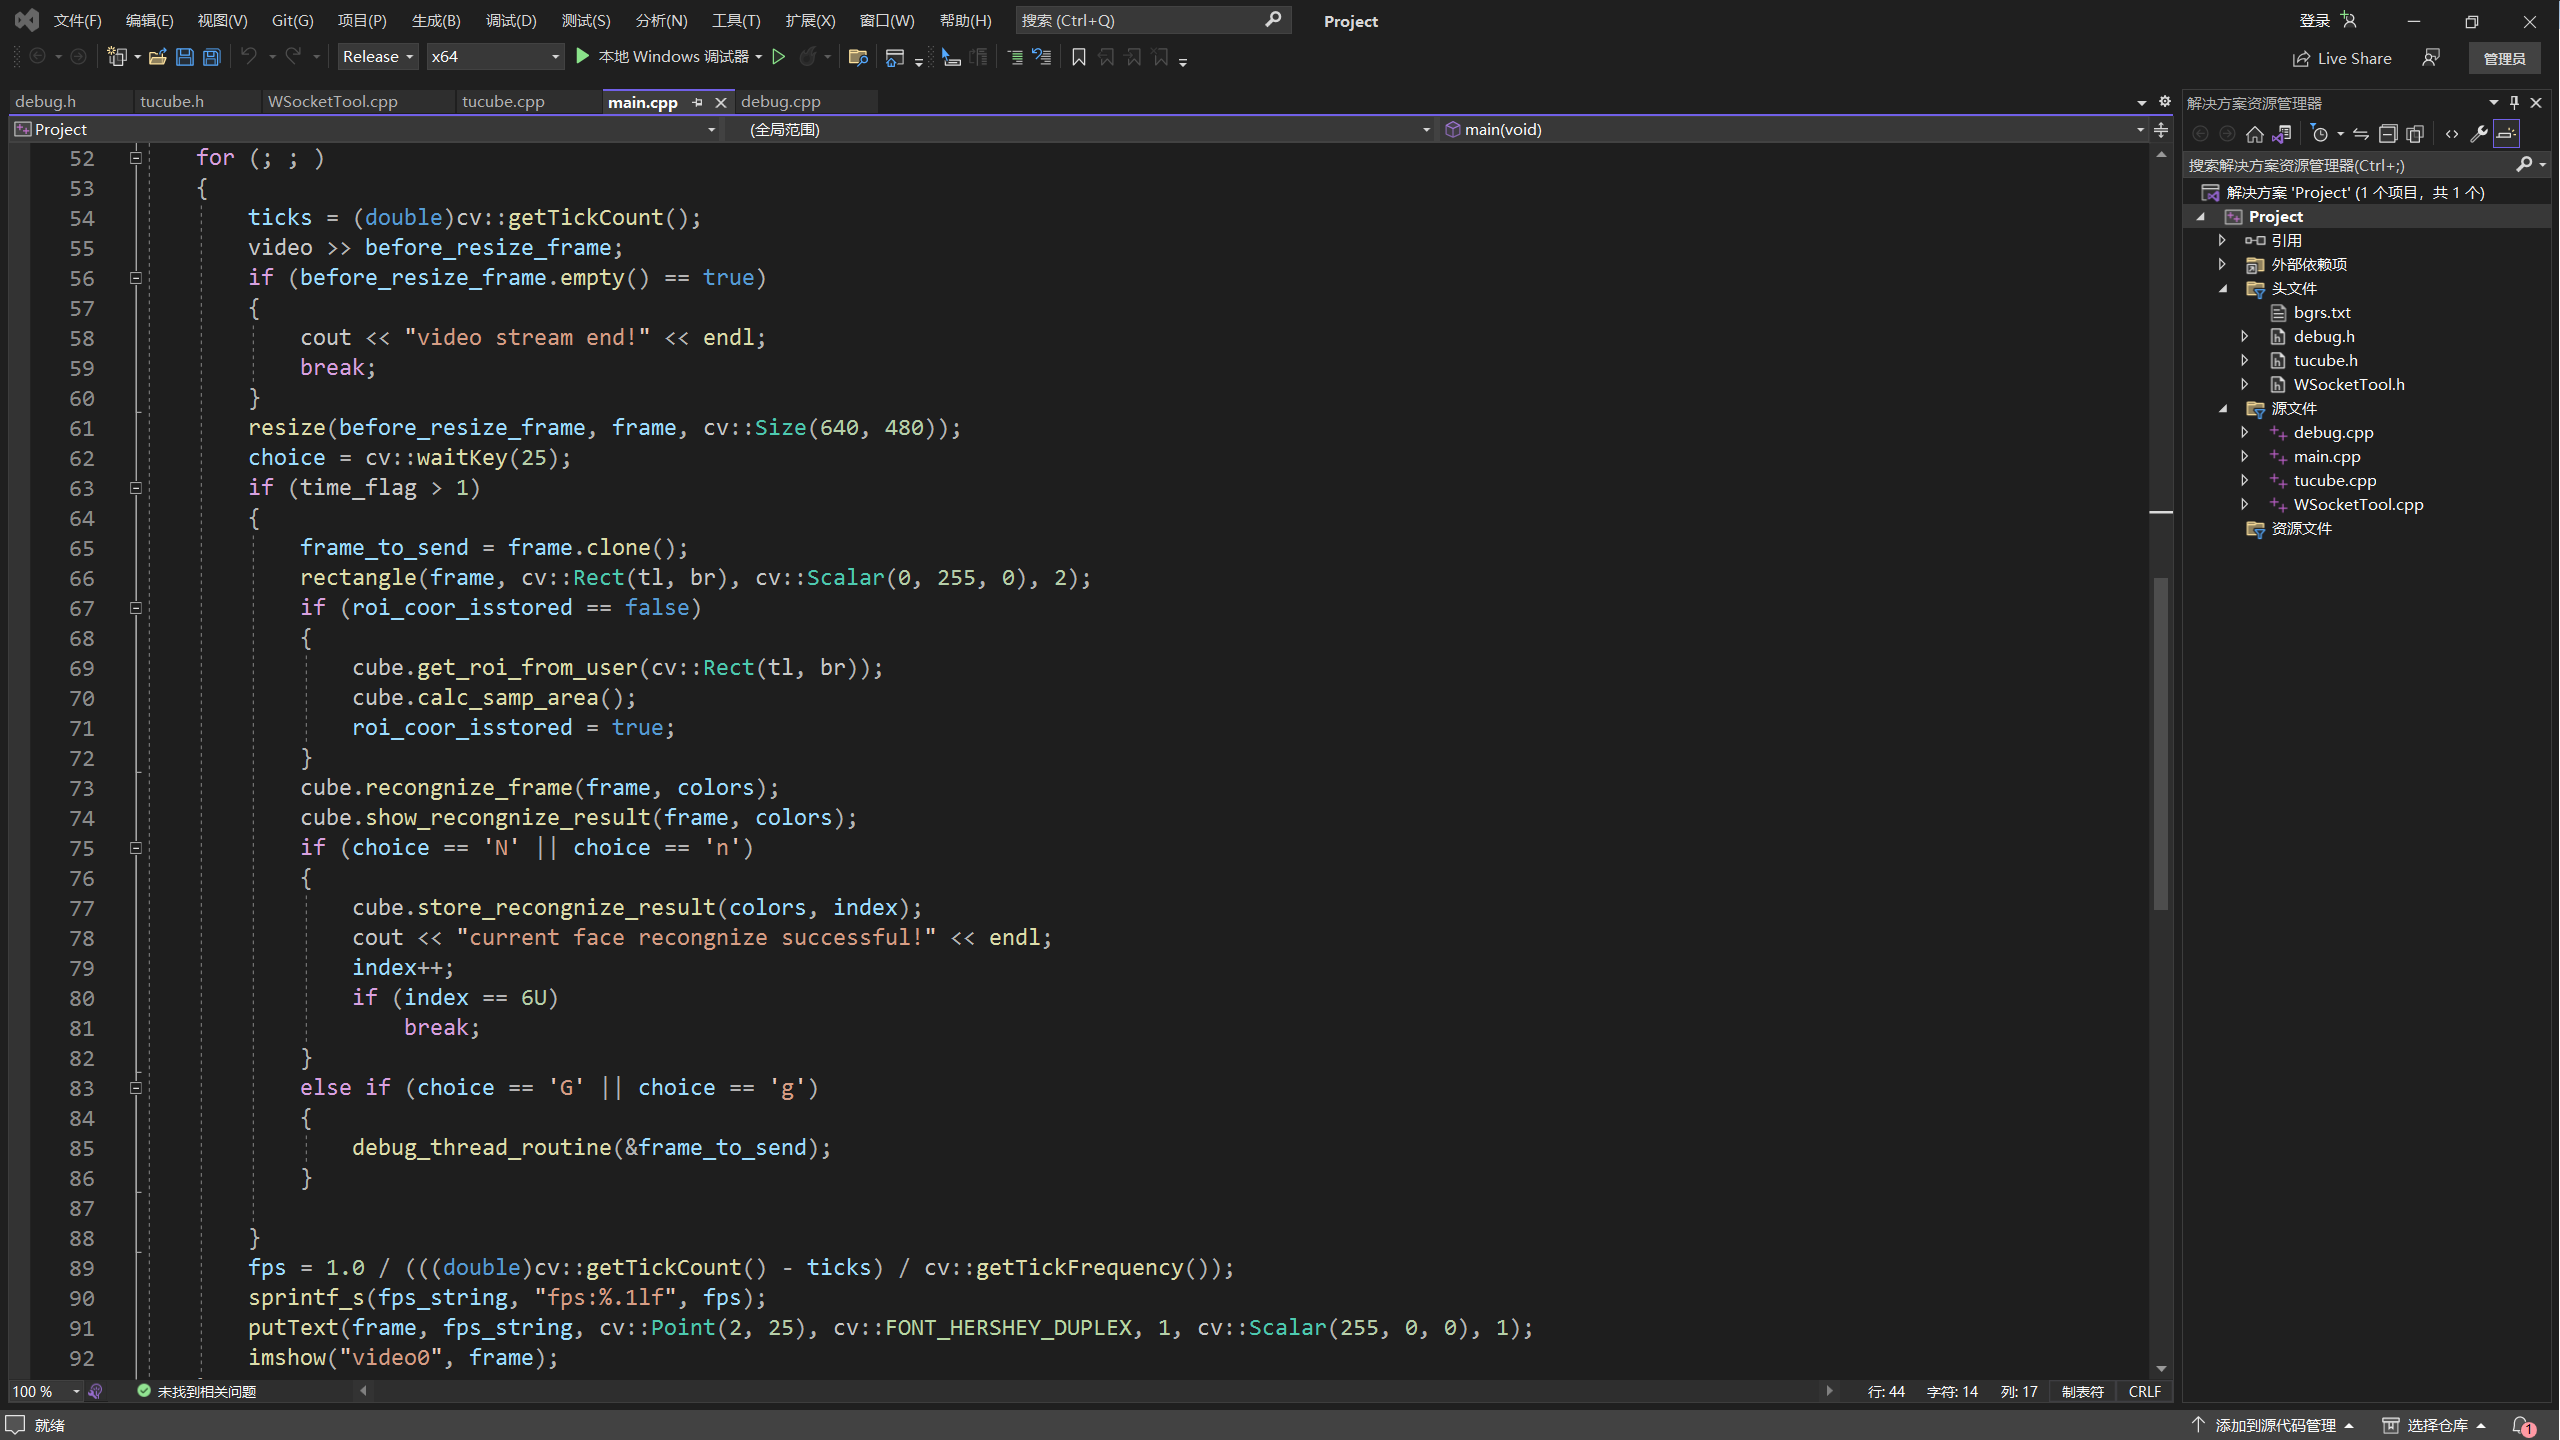 文件(F) 编辑(E) 视图(V) Git(G) 项目(P) 生成(B) 调试(D) 测试(S) 分析(N) 工具(T) 扩展(X) 窗口(W) 帮助(H) 搜索 (Ctrl+Q) Project 登录
Release x64 本地 Windows 调试器 Live Share 管理员
debug.h tucube.h WSocketTool.cpp tucube.cpp main.cpp debug.cpp
Project (全局范围) main(void)
52 for (; ; )
53 {
54 ticks = (double)cv::getTickCount();
55 video >> before_resize_frame;
56 if (before_resize_frame.empty() == true)
57 {
58 cout << "video stream end!" << endl;
59 break;
60 }
61 resize(before_resize_frame, frame, cv::Size(640, 480));
62 choice = cv::waitKey(25);
63 if (time_flag > 1)
64 {
65 frame_to_send = frame.clone();
66 rectangle(frame, cv::Rect(tl, br), cv::Scalar(0, 255, 0), 2);
67 if (roi_coor_isstored == false)
68 {
69 cube.get_roi_from_user(cv::Rect(tl, br));
70 cube.calc_samp_area();
71 roi_coor_isstored = true;
72 }
73 cube.recongnize_frame(frame, colors);
74 cube.show_recongnize_result(frame, colors);
75 if (choice == 'N' || choice == 'n')
76 {
77 cube.store_recongnize_result(colors, index);
78 cout << "current face recongnize successful!" << endl;
79 index++;
80 if (index == 6U)
81 break;
82 }
83 else if (choice == 'G' || choice == 'g')
84 {
85 debug_thread_routine(&frame_to_send);
86 }
87
88 }
89 fps = 1.0 / (((double)cv::getTickCount() - ticks) / cv::getTickFrequency());
90 sprintf_s(fps_string, "fps:%.1lf", fps);
91 putText(frame, fps_string, cv::Point(2, 25), cv::FONT_HERSHEY_DUPLEX, 1, cv::Scalar(255, 0, 0), 1);
92 imshow("video0", frame);
100 % 未找到相关问题 行: 44 字符: 14 列: 17 制表符 CRLF
解决方案资源管理器
搜索解决方案资源管理器(Ctrl+;)
解决方案 'Project' (1 个项目，共 1 个)
Project
引用
外部依赖项
头文件
bgrs.txt
debug.h
tucube.h
WSocketTool.h
源文件
debug.cpp
main.cpp
tucube.cpp
WSocketTool.cpp
资源文件
就绪 添加到源代码管理 选择仓库 1